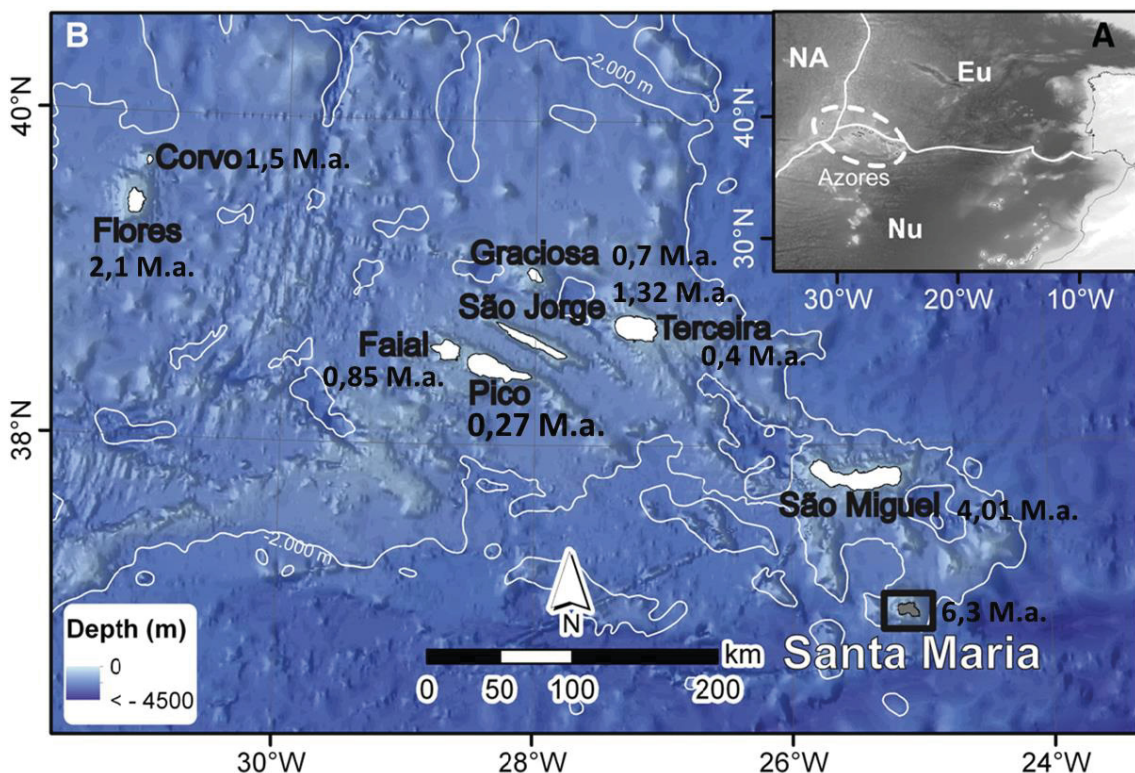 B
A
NA
Eu
Azores
Nu
40°N
30°N
30°W
20°W
10°W
-2.000 m
40°N
38°N
Corvo 1,5 M.a.
Flores
2,1 M.a.
Graciosa 0,7 M.a.
1,32 M.a.
São Jorge
Terceira
0,4 M.a.
Faial
0,85 M.a.
Pico
0,27 M.a.
São Miguel 4,01 M.a.
-2.000 m
N
6,3 M.a.
Santa Maria
Depth (m)
0
< - 4500
km
0 50 100 200
30°W 28°W 26°W 24°W